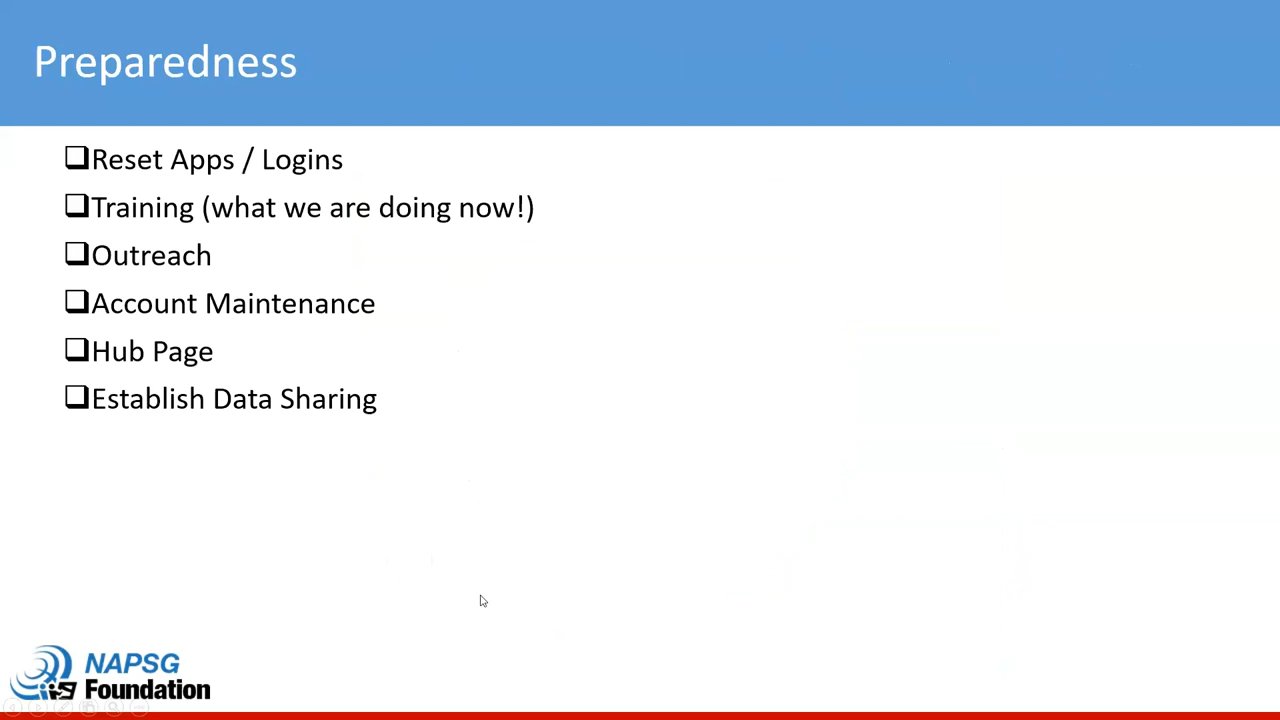 Preparedness
❑Reset Apps / Logins
❑Training (what we are doing now!)
❑Outreach
❑Account Maintenance
❑Hub Page
❑Establish Data Sharing
NAPSG
Foundation